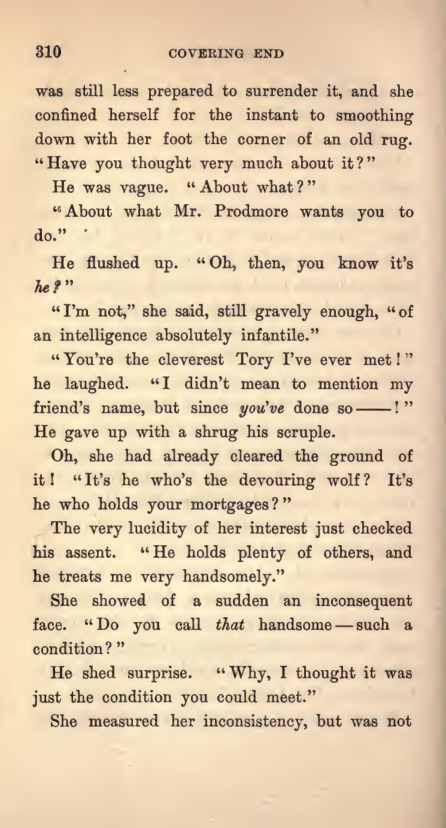 310 COVERING END
was still less prepared to surrender it, and she
confined herself for the instant to smoothing
down with her foot the corner of an old rug.
“Have you thought very much about it?”
He was vague. “About what?”
“About what Mr. Prodmore wants you to
do.”
He flushed up. “Oh, then, you know it’s
he?”
“I’m not,” she said, still gravely enough, “of
an intelligence absolutely infantile.”
“You’re the cleverest Tory I’ve ever met!”
he laughed. “I didn’t mean to mention my
friend’s name, but since you’ve done so——!”
He gave up with a shrug his scruple.
Oh, she had already cleared the ground of
it! “It’s he who’s the devouring wolf? It’s
he who holds your mortgages?”
The very lucidity of her interest just checked
his assent. “He holds plenty of others, and
he treats me very handsomely.”
She showed of a sudden an inconsequent
face. “Do you call that handsome—such a
condition?”
He shed surprise. “Why, I thought it was
just the condition you could meet.”
She measured her inconsistency, but was not